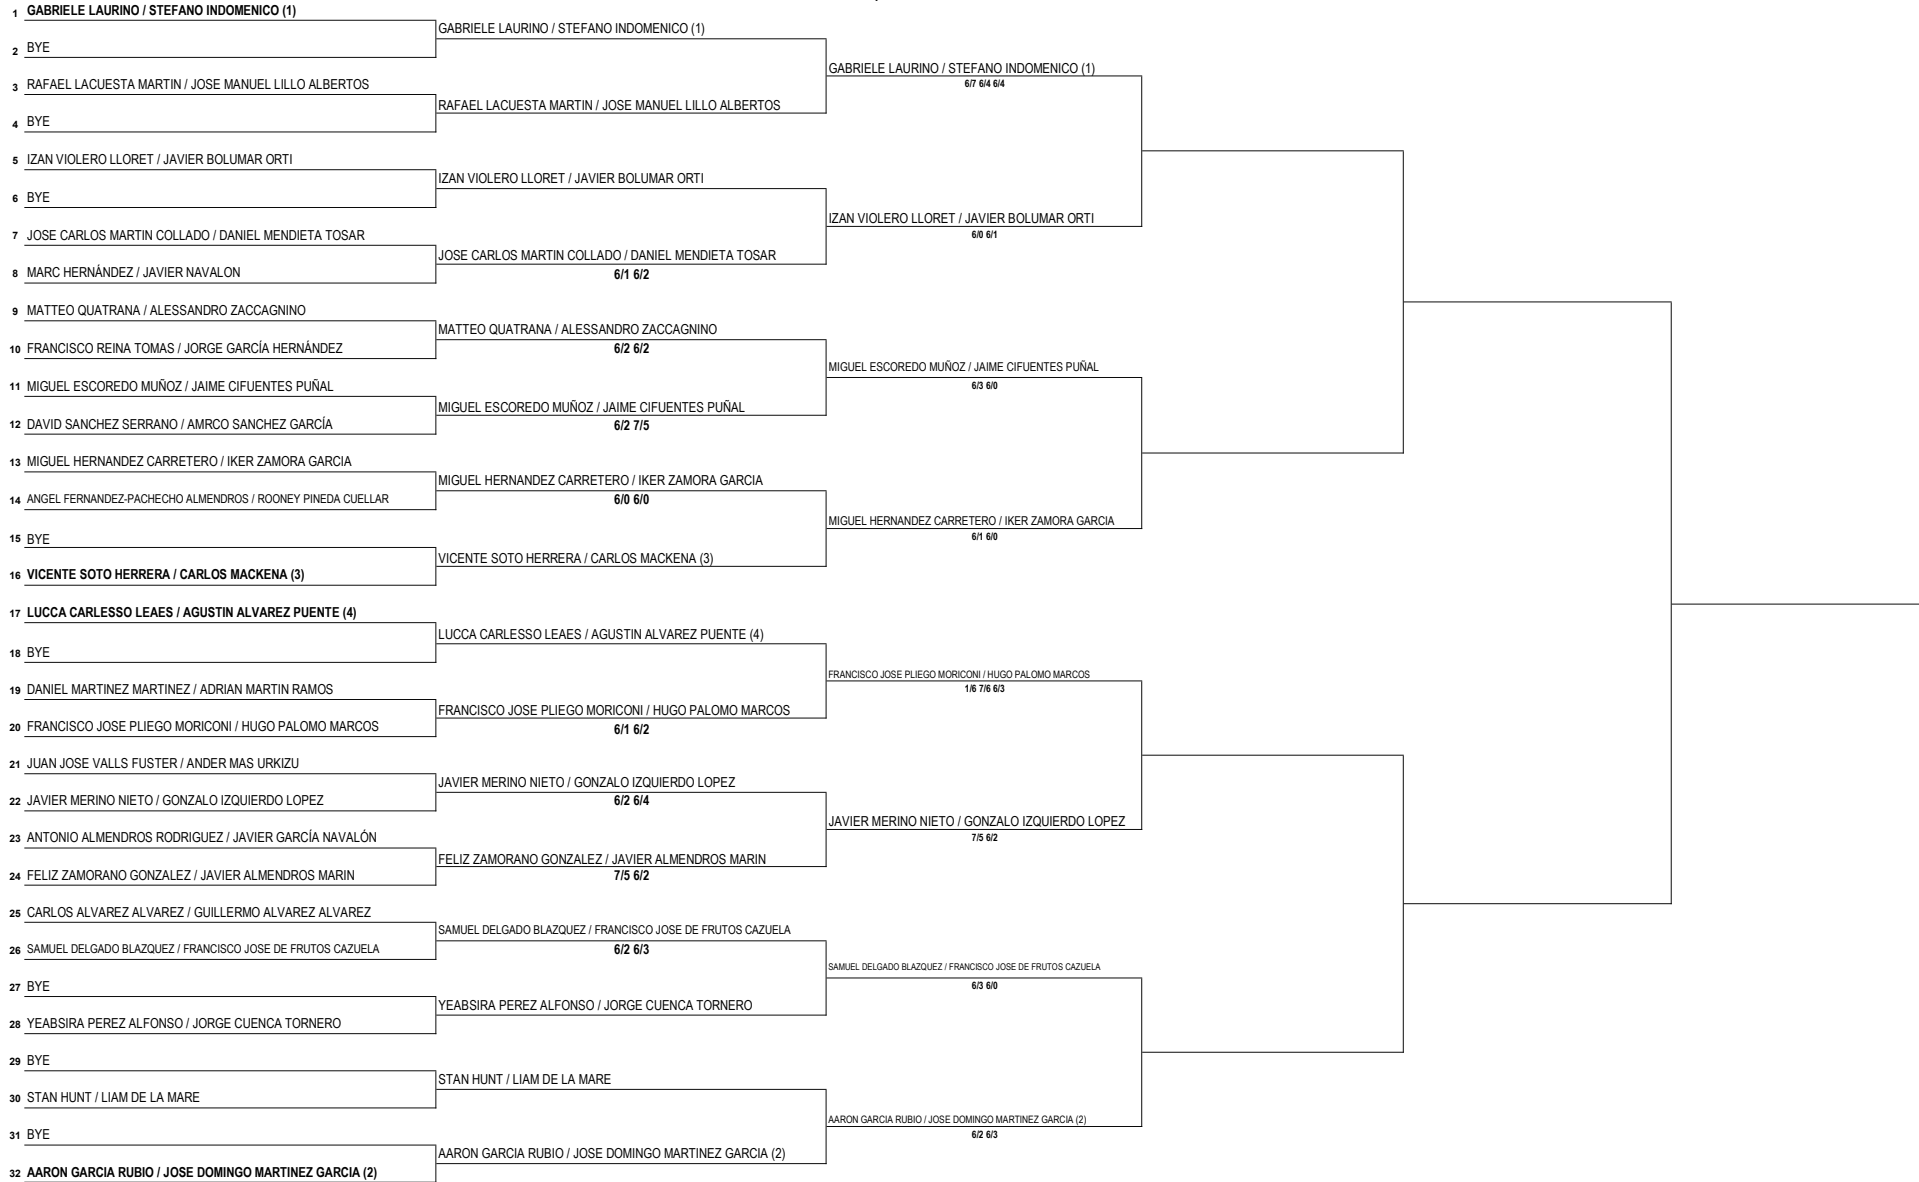 1 GABRIELE LAURINO / STEFANO INDOMENICO (1)
2 BYE
3 RAFAEL LACUESTA MARTIN / JOSE MANUEL LILLO ALBERTOS
4 BYE
5 IZAN VIOLERO LLORET / JAVIER BOLUMAR ORTI
6 BYE
7 JOSE CARLOS MARTIN COLLADO / DANIEL MENDIETA TOSAR
8 MARC HERNÁNDEZ / JAVIER NAVALON
9 MATTEO QUATRANA / ALESSANDRO ZACCAGNINO
10 FRANCISCO REINA TOMAS / JORGE GARCÍA HERNÁNDEZ
11 MIGUEL ESCOREDO MUÑOZ / JAIME CIFUENTES PUÑAL
12 DAVID SANCHEZ SERRANO / AMRCO SANCHEZ GARCÍA
13 MIGUEL HERNANDEZ CARRETERO / IKER ZAMORA GARCIA
14 ANGEL FERNANDEZ-PACHECHO ALMENDROS / ROONEY PINEDA CUELLAR
15 BYE
16 VICENTE SOTO HERRERA / CARLOS MACKENA (3)
17 LUCCA CARLESSO LEAES / AGUSTIN ALVAREZ PUENTE (4)
18 BYE
19 DANIEL MARTINEZ MARTINEZ / ADRIAN MARTIN RAMOS
20 FRANCISCO JOSE PLIEGO MORICONI / HUGO PALOMO MARCOS
21 JUAN JOSE VALLS FUSTER / ANDER MAS URKIZU
22 JAVIER MERINO NIETO / GONZALO IZQUIERDO LOPEZ
23 ANTONIO ALMENDROS RODRIGUEZ / JAVIER GARCÍA NAVALÓN
24 FELIZ ZAMORANO GONZALEZ / JAVIER ALMENDROS MARIN
25 CARLOS ALVAREZ ALVAREZ / GUILLERMO ALVAREZ ALVAREZ
26 SAMUEL DELGADO BLAZQUEZ / FRANCISCO JOSE DE FRUTOS CAZUELA
27 BYE
28 YEABSIRA PEREZ ALFONSO / JORGE CUENCA TORNERO
29 BYE
30 STAN HUNT / LIAM DE LA MARE
31 BYE
32 AARON GARCIA RUBIO / JOSE DOMINGO MARTINEZ GARCIA (2)
GABRIELE LAURINO / STEFANO INDOMENICO (1)
RAFAEL LACUESTA MARTIN / JOSE MANUEL LILLO ALBERTOS
IZAN VIOLERO LLORET / JAVIER BOLUMAR ORTI
JOSE CARLOS MARTIN COLLADO / DANIEL MENDIETA TOSAR
6/1 6/2
MATTEO QUATRANA / ALESSANDRO ZACCAGNINO
6/2 6/2
MIGUEL ESCOREDO MUÑOZ / JAIME CIFUENTES PUÑAL
6/2 7/5
MIGUEL HERNANDEZ CARRETERO / IKER ZAMORA GARCIA
6/0 6/0
VICENTE SOTO HERRERA / CARLOS MACKENA (3)
LUCCA CARLESSO LEAES / AGUSTIN ALVAREZ PUENTE (4)
FRANCISCO JOSE PLIEGO MORICONI / HUGO PALOMO MARCOS
6/1 6/2
JAVIER MERINO NIETO / GONZALO IZQUIERDO LOPEZ
6/2 6/4
FELIZ ZAMORANO GONZALEZ / JAVIER ALMENDROS MARIN
7/5 6/2
SAMUEL DELGADO BLAZQUEZ / FRANCISCO JOSE DE FRUTOS CAZUELA
6/2 6/3
YEABSIRA PEREZ ALFONSO / JORGE CUENCA TORNERO
STAN HUNT / LIAM DE LA MARE
AARON GARCIA RUBIO / JOSE DOMINGO MARTINEZ GARCIA (2)
GABRIELE LAURINO / STEFANO INDOMENICO (1)
6/7 6/4 6/4
IZAN VIOLERO LLORET / JAVIER BOLUMAR ORTI
6/0 6/1
MIGUEL ESCOREDO MUÑOZ / JAIME CIFUENTES PUÑAL
6/3 6/0
MIGUEL HERNANDEZ CARRETERO / IKER ZAMORA GARCIA
6/1 6/0
FRANCISCO JOSE PLIEGO MORICONI / HUGO PALOMO MARCOS
1/6 7/6 6/3
JAVIER MERINO NIETO / GONZALO IZQUIERDO LOPEZ
7/5 6/2
SAMUEL DELGADO BLAZQUEZ / FRANCISCO JOSE DE FRUTOS CAZUELA
6/3 6/0
AARON GARCIA RUBIO / JOSE DOMINGO MARTINEZ GARCIA (2)
6/2 6/3